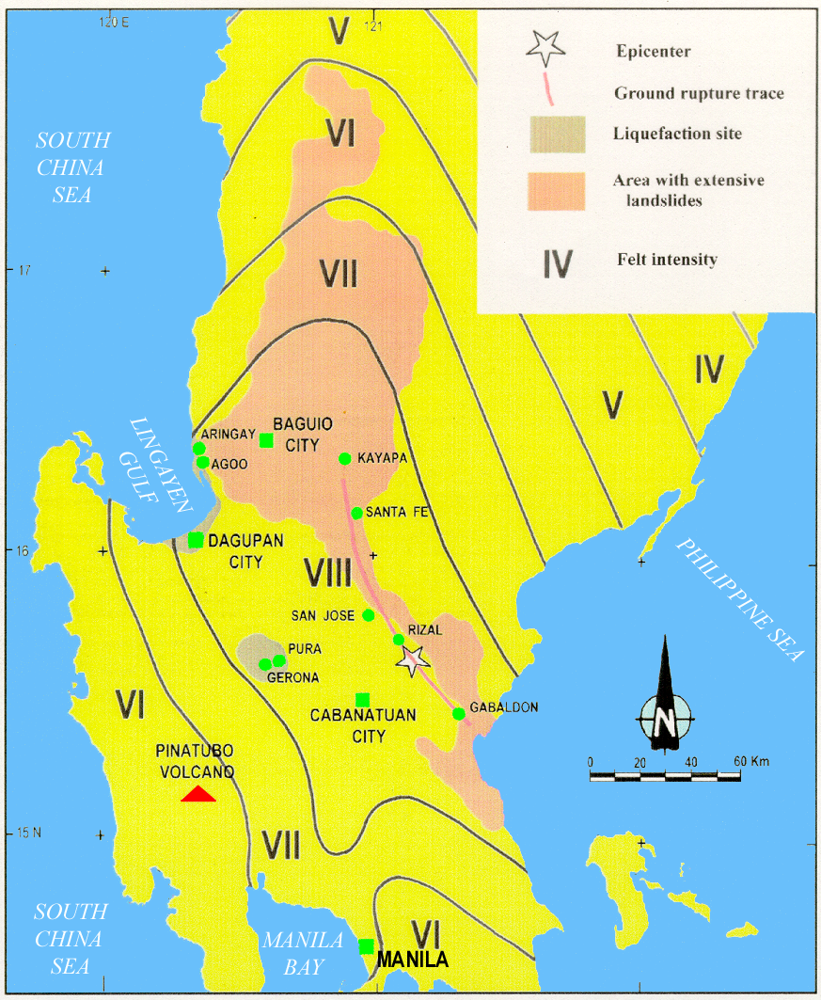 120 E
121
V
Epicenter
Ground rupture trace
Liquefaction site
Area with extensive
landslides
IV
Felt intensity
SOUTH
CHINA
SEA
VI
17
VII
IV
V
LINGAYEN
GULF
ARINGAY
AGOO
BAGUIO
CITY
KAYAPA
SANTA FE
16
DAGUPAN
CITY
VIII
PHILIPPINE SEA
SAN JOSE
RIZAL
PURA
GERONA
GABALDON
CABANATUAN
CITY
N
VI
PINATUBO
VOLCANO
0 20 40 60 Km
15 N
VII
SOUTH
CHINA
SEA
MANILA
BAY
VI
MANILA